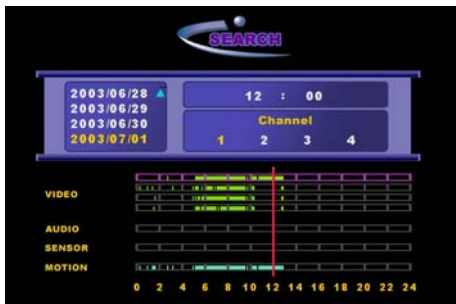 SEARCH
2003/06/28
2003/06/29
2003/06/30
2003/07/01
12 : 00
Channel
1 2 3 4
VIDEO
AUDIO
SENSOR
MOTION
0 2 4 6 8 10 12 14 16 18 20 22 24